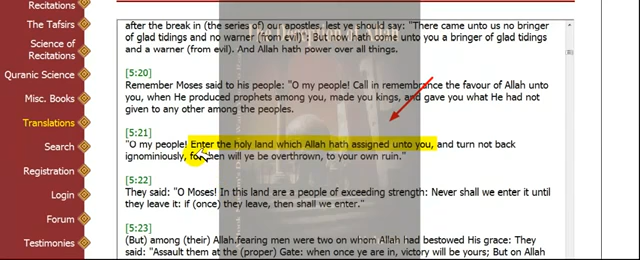 Recitations
The Tafsirs
Science of
Recitations
Quranic Science
Misc. Books
Translations
Search
Registration
Login
Forum
Testimonies
after the break in (the series of) our apostles, lest ye should say: "There came unto us no bringer
of glad tidings and no warner (from evil)": But now hath come unto you a bringer of glad tidings
and a warner (from evil). And Allah hath power over all things.
[5:20]
Remember Moses said to his people: "O my people! Call in remembrance the favour of Allah unto
you, when He produced prophets among you, made you kings, and gave you what He had not
given to any other among the peoples.
[5:21]
"O my people! Enter the holy land which Allah hath assigned unto you, and turn not back
ignominiously, for then will ye be overthrown, to your own ruin."
[5:22]
They said: "O Moses! In this land are a people of exceeding strength: Never shall we enter it until
they leave it: if (once) they leave, then shall we enter."
[5:23]
(But) among (their) Allah.fearing men were two on whom Allah had bestowed His grace: They
said: "Assault them at the (proper) Gate: when once ye are in, victory will be yours; But on Allah